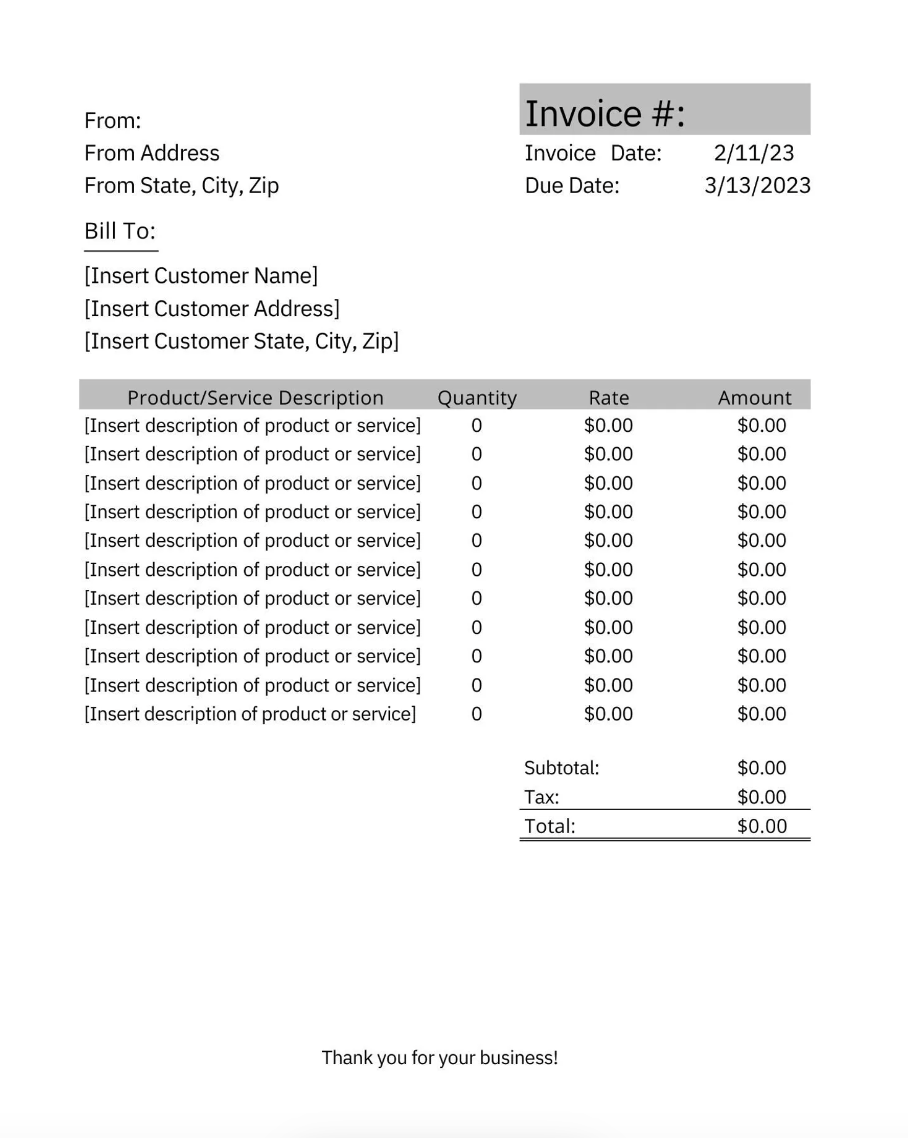 From:
From Address
From State, City, Zip
Invoice #:
Invoice Date: 2/11/23
Due Date: 3/13/2023
Bill To:
[Insert Customer Name]
[Insert Customer Address]
[Insert Customer State, City, Zip]
Product/Service Description Quantity Rate Amount
[Insert description of product or service] 0 $0.00 $0.00
[Insert description of product or service] 0 $0.00 $0.00
[Insert description of product or service] 0 $0.00 $0.00
[Insert description of product or service] 0 $0.00 $0.00
[Insert description of product or service] 0 $0.00 $0.00
[Insert description of product or service] 0 $0.00 $0.00
[Insert description of product or service] 0 $0.00 $0.00
[Insert description of product or service] 0 $0.00 $0.00
[Insert description of product or service] 0 $0.00 $0.00
[Insert description of product or service] 0 $0.00 $0.00
[Insert description of product or service] 0 $0.00 $0.00
Subtotal: $0.00
Tax: $0.00
Total: $0.00
Thank you for your business!